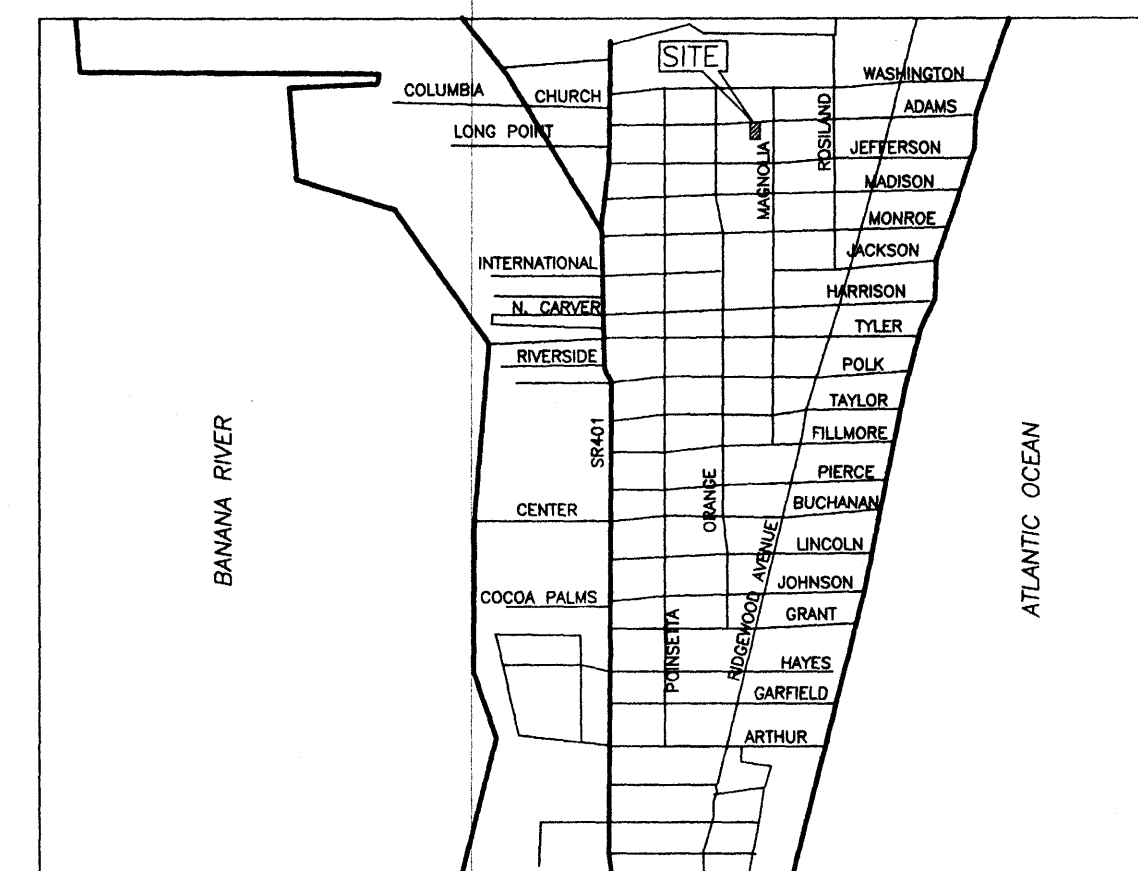 SITE
WASHINGTON
COLUMBIA
CHURCH
ADAMS
LONG POINT
ROSILAND
JEFFERSON
MAGNOLIA
MADISON
MONROE
JACKSON
INTERNATIONAL
HARRISON
N. CARVER
TYLER
RIVERSIDE
POLK
TAYLOR
SR401
FILLMORE
BANANA RIVER
ATLANTIC OCEAN
PIERCE
ORANGE
BUCHANAN
CENTER
LINCOLN
RIDGEWOOD AVENUE
JOHNSON
COCOA PALMS
GRANT
POINSETTA
HAYES
GARFIELD
ARTHUR